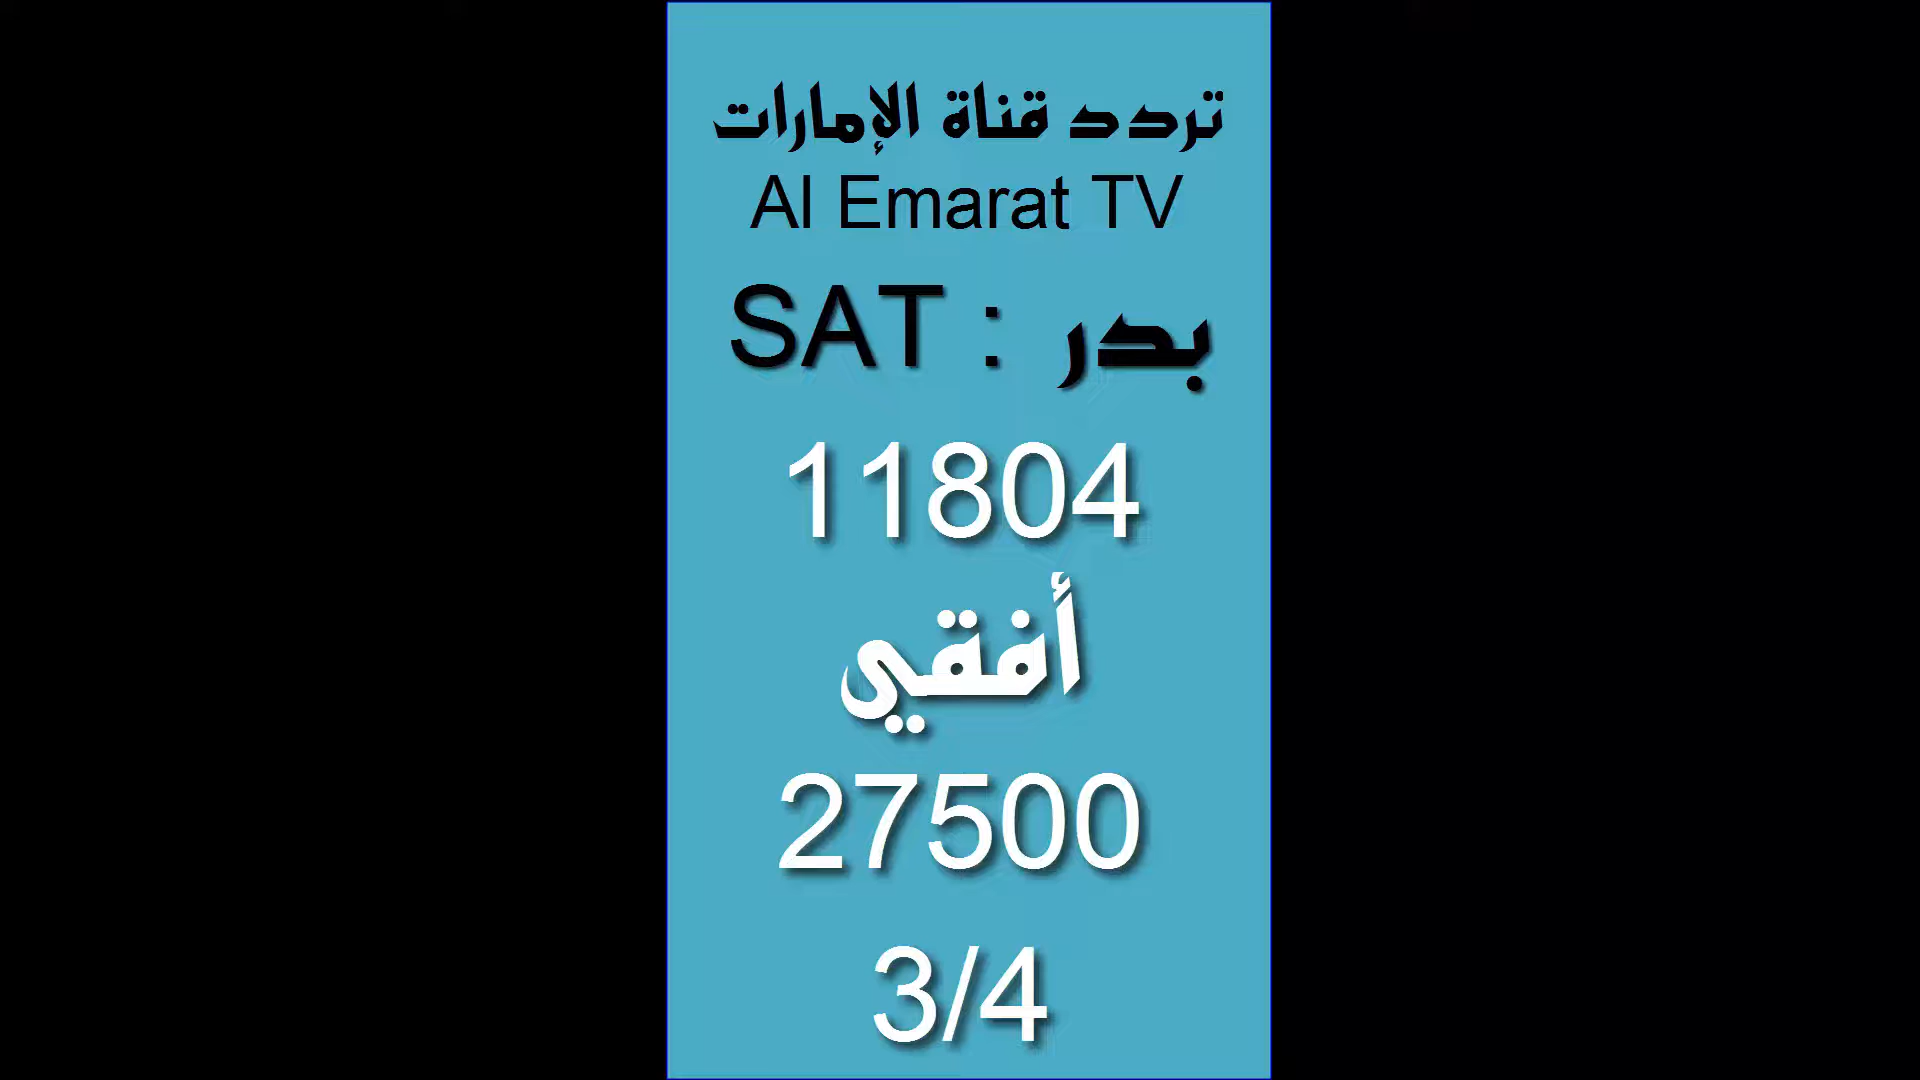 تردد قناة الإمارات
Al Emarat TV
SAT : بدر
11804
أفقي
27500
3/4